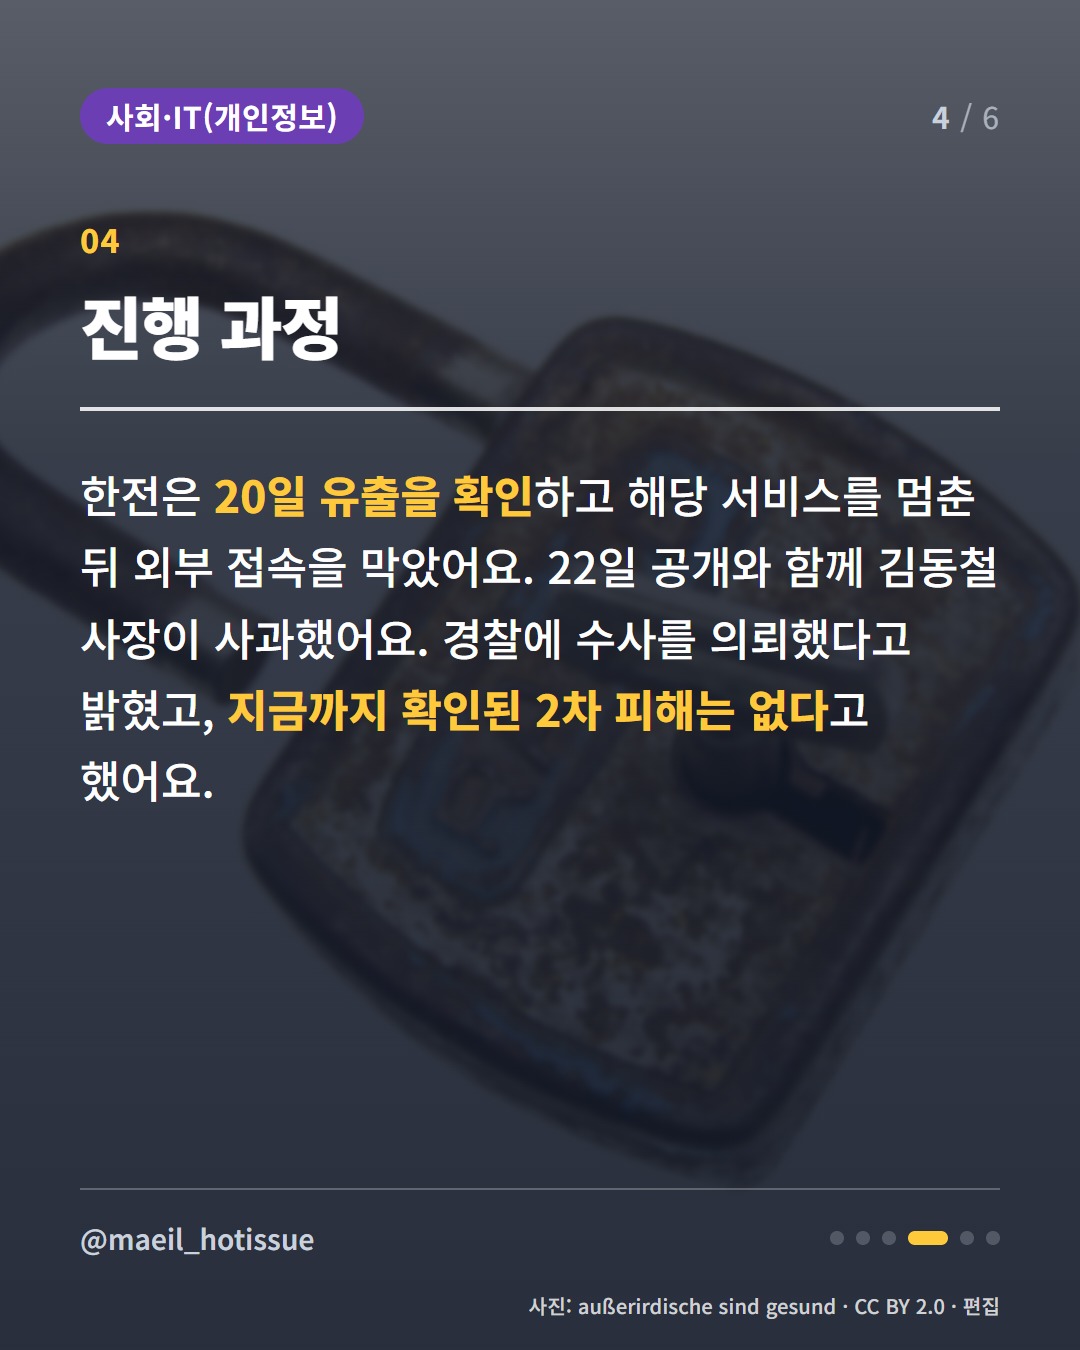 사회·IT(개인정보)
4 / 6
04
진행 과정
한전은 20일 유출을 확인하고 해당 서비스를 멈춘
뒤 외부 접속을 막았어요. 22일 공개와 함께 김동철
사장이 사과했어요. 경찰에 수사를 의뢰했다고
밝혔고, 지금까지 확인된 2차 피해는 없다고
했어요.
@maeil_hotissue
사진: außerirdische sind gesund · CC BY 2.0 · 편집